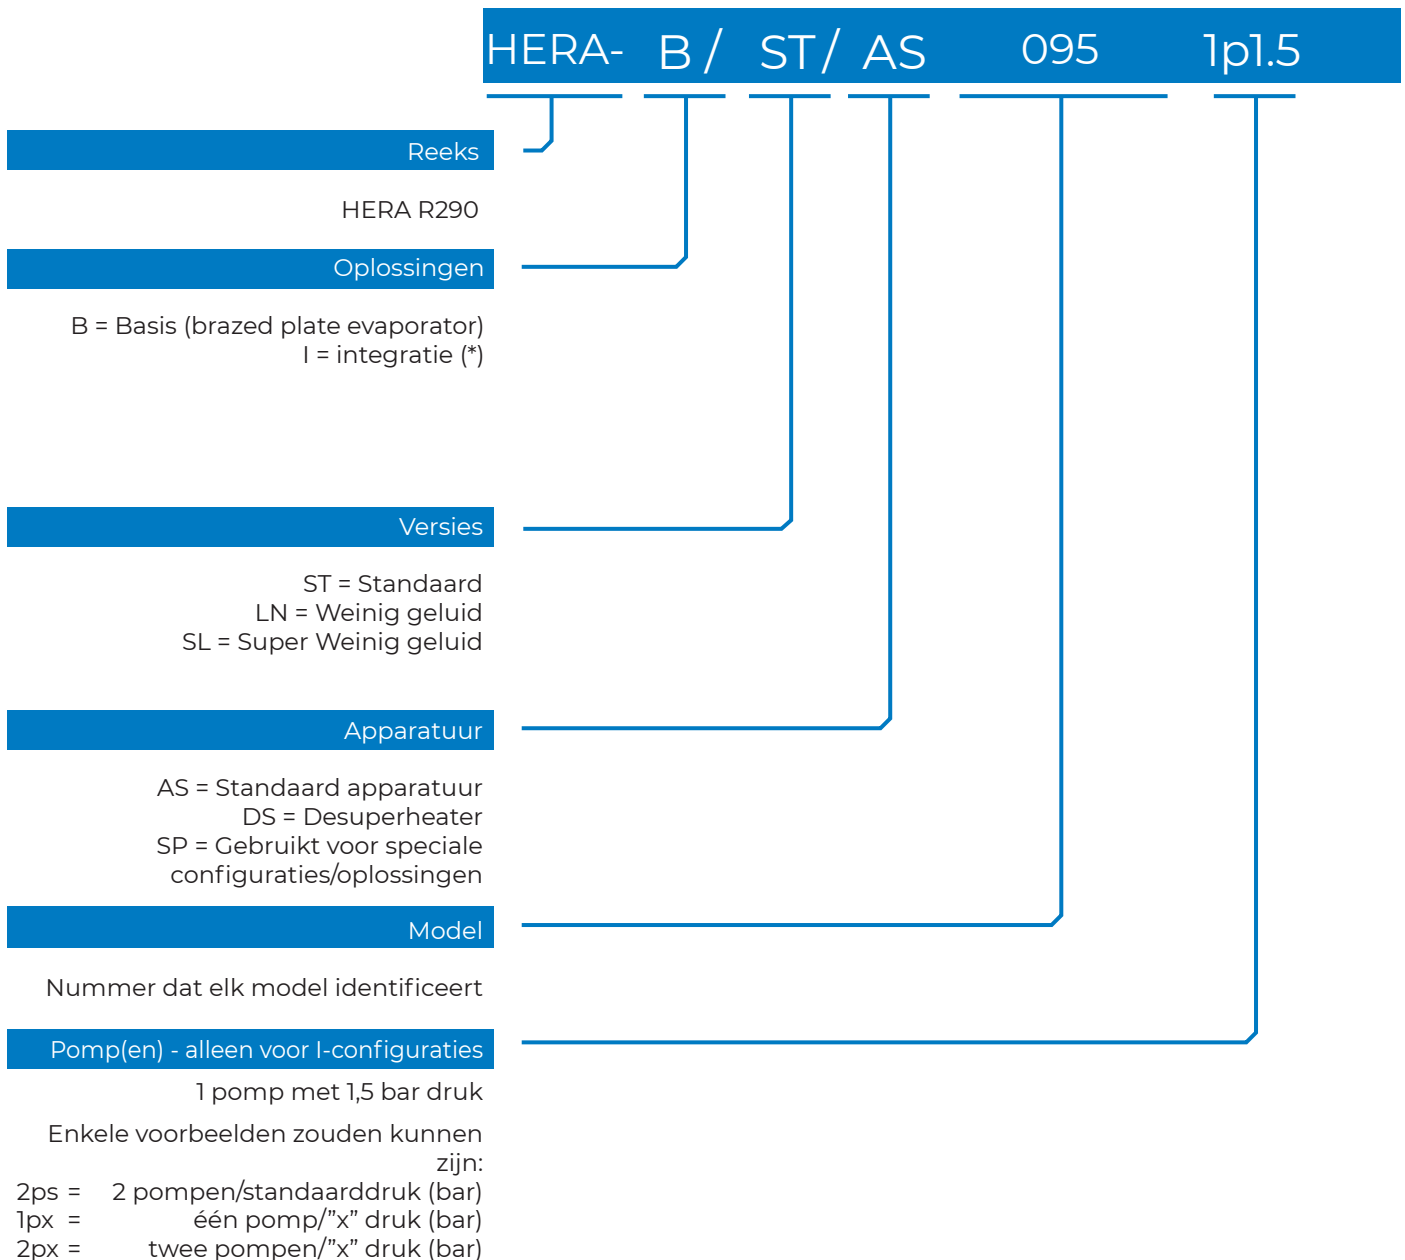 HERA- B / ST / AS 095 1p1.5
Reeks
HERA R290
Oplossingen
B = Basis (brazed plate evaporator)
I = integratie (*)
Versies
ST = Standaard
LN = Weinig geluid
SL = Super Weinig geluid
Apparatuur
AS = Standaard apparatuur
DS = Desuperheater
SP = Gebruikt voor speciale
configuraties/oplossingen
Model
Nummer dat elk model identificeert
Pomp(en) - alleen voor I-configuraties
1 pomp met 1,5 bar druk
Enkele voorbeelden zouden kunnen
zijn:
2ps = 2 pompen/standaarddruk (bar)
1px = één pomp/”x” druk (bar)
2px = twee pompen/”x” druk (bar)